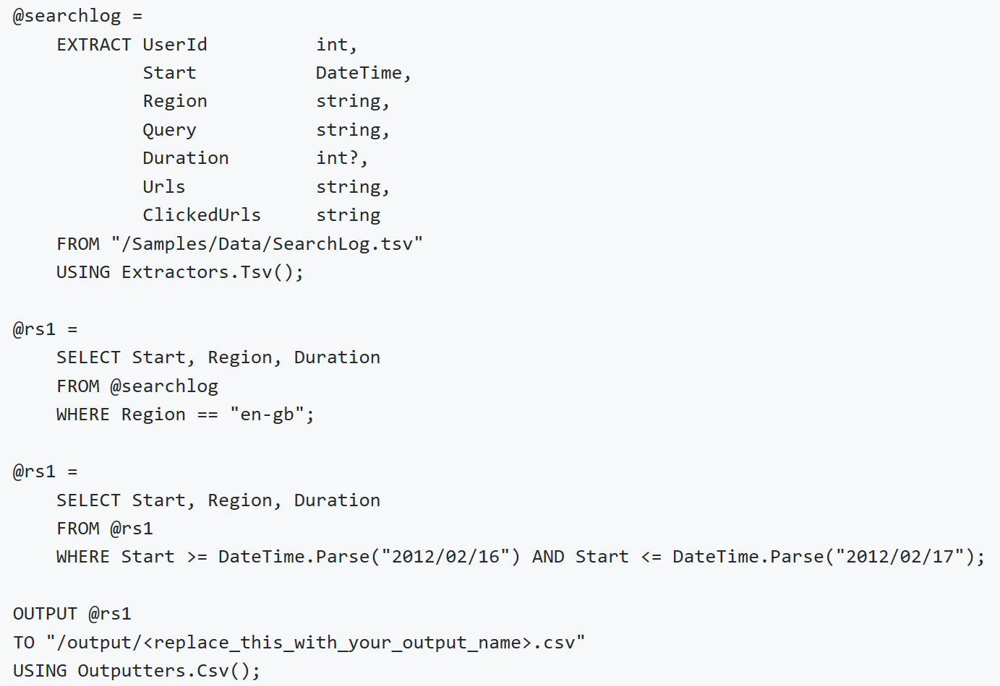 @searchlog =
    EXTRACT UserId          int,
            Start           DateTime,
            Region          string,
            Query           string,
            Duration        int?,
            Urls            string,
            ClickedUrls     string
    FROM "/Samples/Data/SearchLog.tsv"
    USING Extractors.Tsv();

@rs1 =
    SELECT Start, Region, Duration
    FROM @searchlog
    WHERE Region == "en-gb";

@rs1 =
    SELECT Start, Region, Duration
    FROM @rs1
    WHERE Start >= DateTime.Parse("2012/02/16") AND Start <= DateTime.Parse("2012/02/17");

OUTPUT @rs1
TO "/output/<replace_this_with_your_output_name>.csv"
USING Outputters.Csv();